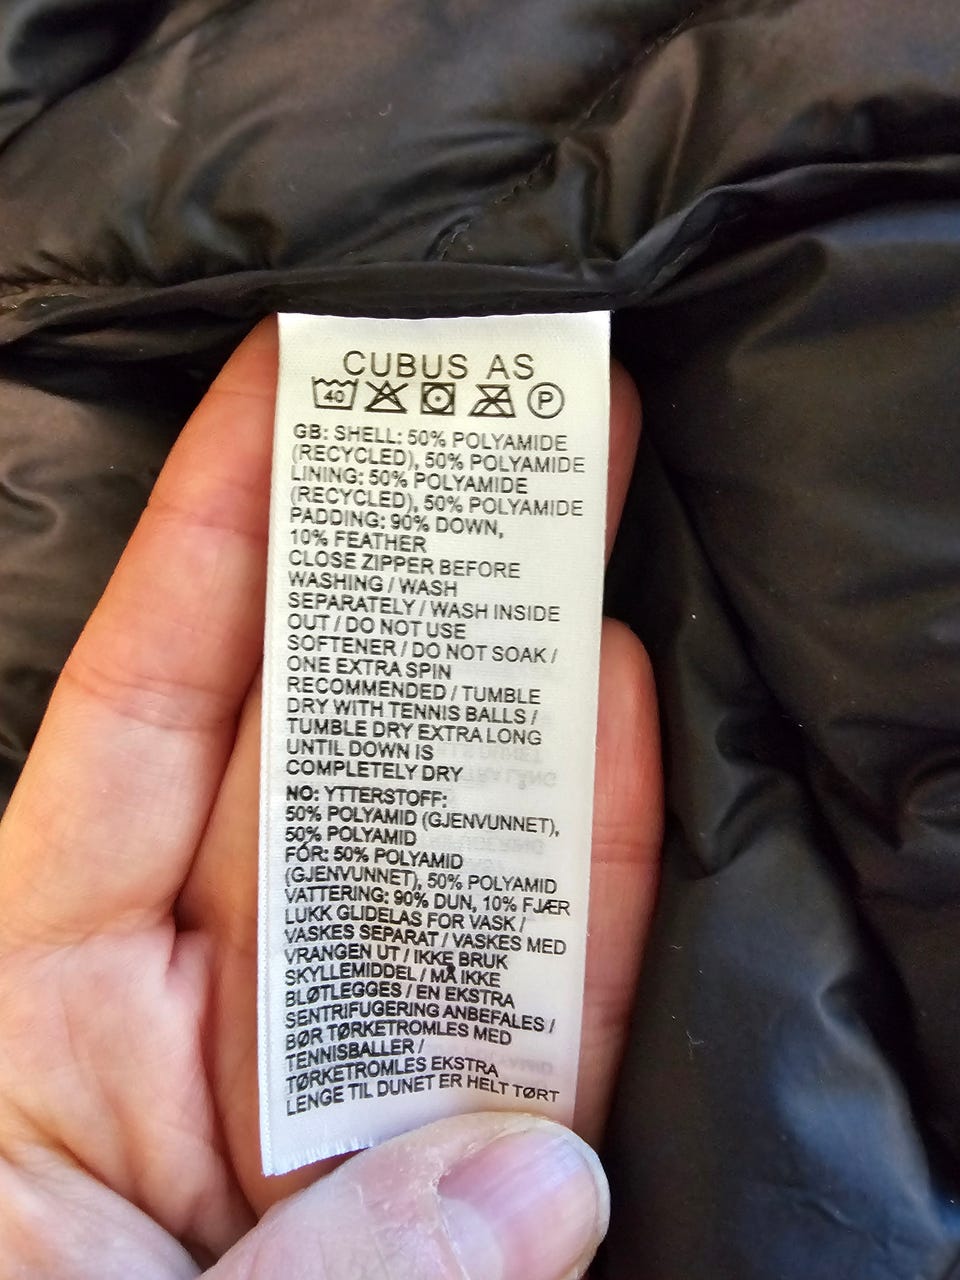 CUBUS AS
40 P
GB: SHELL: 50% POLYAMIDE
(RECYCLED), 50% POLYAMIDE
LINING: 50% POLYAMIDE
(RECYCLED), 50% POLYAMIDE
PADDING: 90% DOWN,
10% FEATHER
CLOSE ZIPPER BEFORE
WASHING / WASH
SEPARATELY / WASH INSIDE
OUT / DO NOT USE
SOFTENER / DO NOT SOAK /
ONE EXTRA SPIN
RECOMMENDED / TUMBLE
DRY WITH TENNIS BALLS /
TUMBLE DRY EXTRA LONG
UNTIL DOWN IS
COMPLETELY DRY
NO: YTTERSTOFF:
50% POLYAMID (GJENVUNNET),
50% POLYAMID
FÓR: 50% POLYAMID
(GJENVUNNET), 50% POLYAMID
VATTERING: 90% DUN, 10% FJÆR
LUKK GLIDELAS FOR VASK /
VASKES SEPARAT / VASKES MED
VRANGEN UT / IKKE BRUK
SKYLLEMIDDEL / MÅ IKKE
BLØTLEGGES / EN EKSTRA
SENTRIFUGERING ANBEFALES /
BØR TØRKETROMLES MED
TENNISBALLER /
TØRKETROMLES EKSTRA
LENGE TIL DUNET ER HELT TØRT